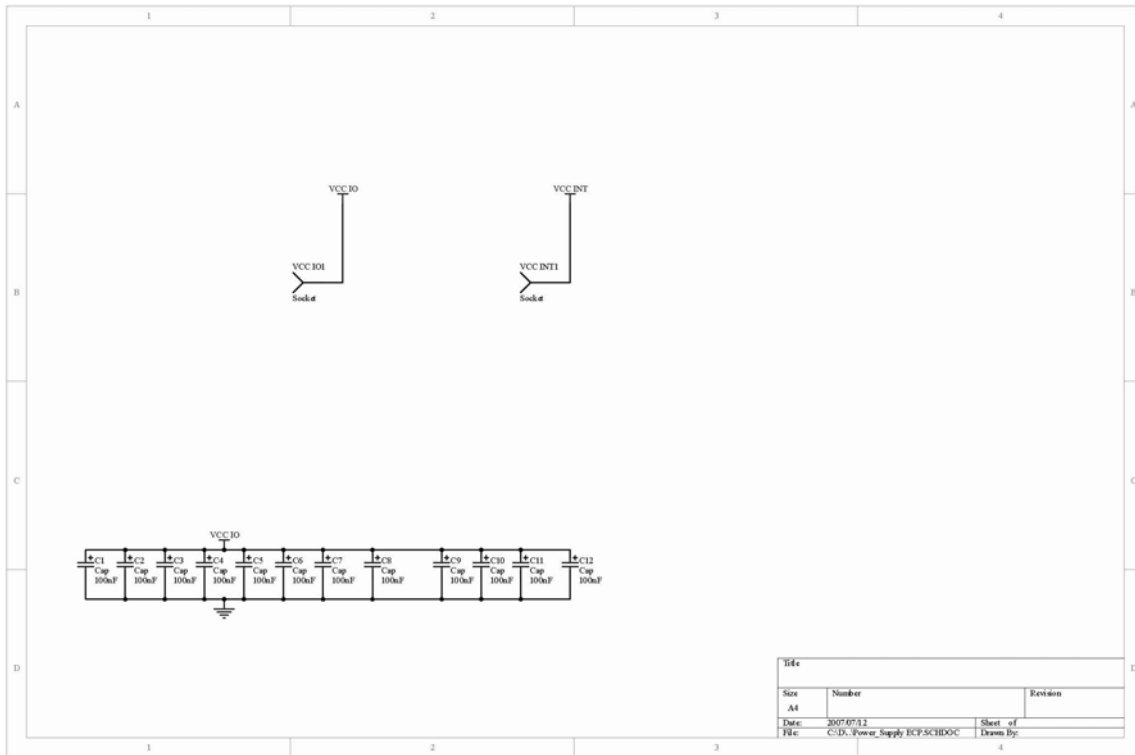 1 2 3 4
A A
VCC IO VCC INT
VCC IO1 VCC INT1
B B
Socket Socket
C C
VCC IO
C1 C2 C3 C4 C5 C6 C7 C8 C9 C10 C11 C12
Cap Cap Cap Cap Cap Cap Cap Cap Cap Cap Cap Cap
100nF 100nF 100nF 100nF 100nF 100nF 100nF 100nF 100nF 100nF 100nF 100nF
D D
Title
Size Number Revision
A4
Date: 2007/07/12 Sheet of
File: C:\D\..\Power_Supply ECP.SCHDOC Drawn By:
1 2 3 4